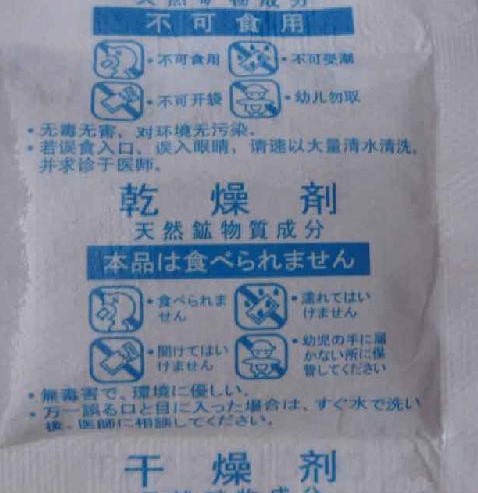 天然矿物成分
不可食用
·不可食用
·不可受潮
·不可开袋
·幼儿勿取
·无毒无害，对环境无污染。
·若误食入口、误入眼睛，请速以大量清水清洗，
并求诊于医师。
乾燥剤
天然鉱物質成分
本品は食べられません
·食べられま
せん
·濡れてはい
けません
·開けてはい
けません
·幼児の手に届
かない所に保
管してください
·無毒害で、環境に優しい。
·万一誤る口と目に入った場合は、すぐ水で洗い
後、医師に相談してください。
干燥剂